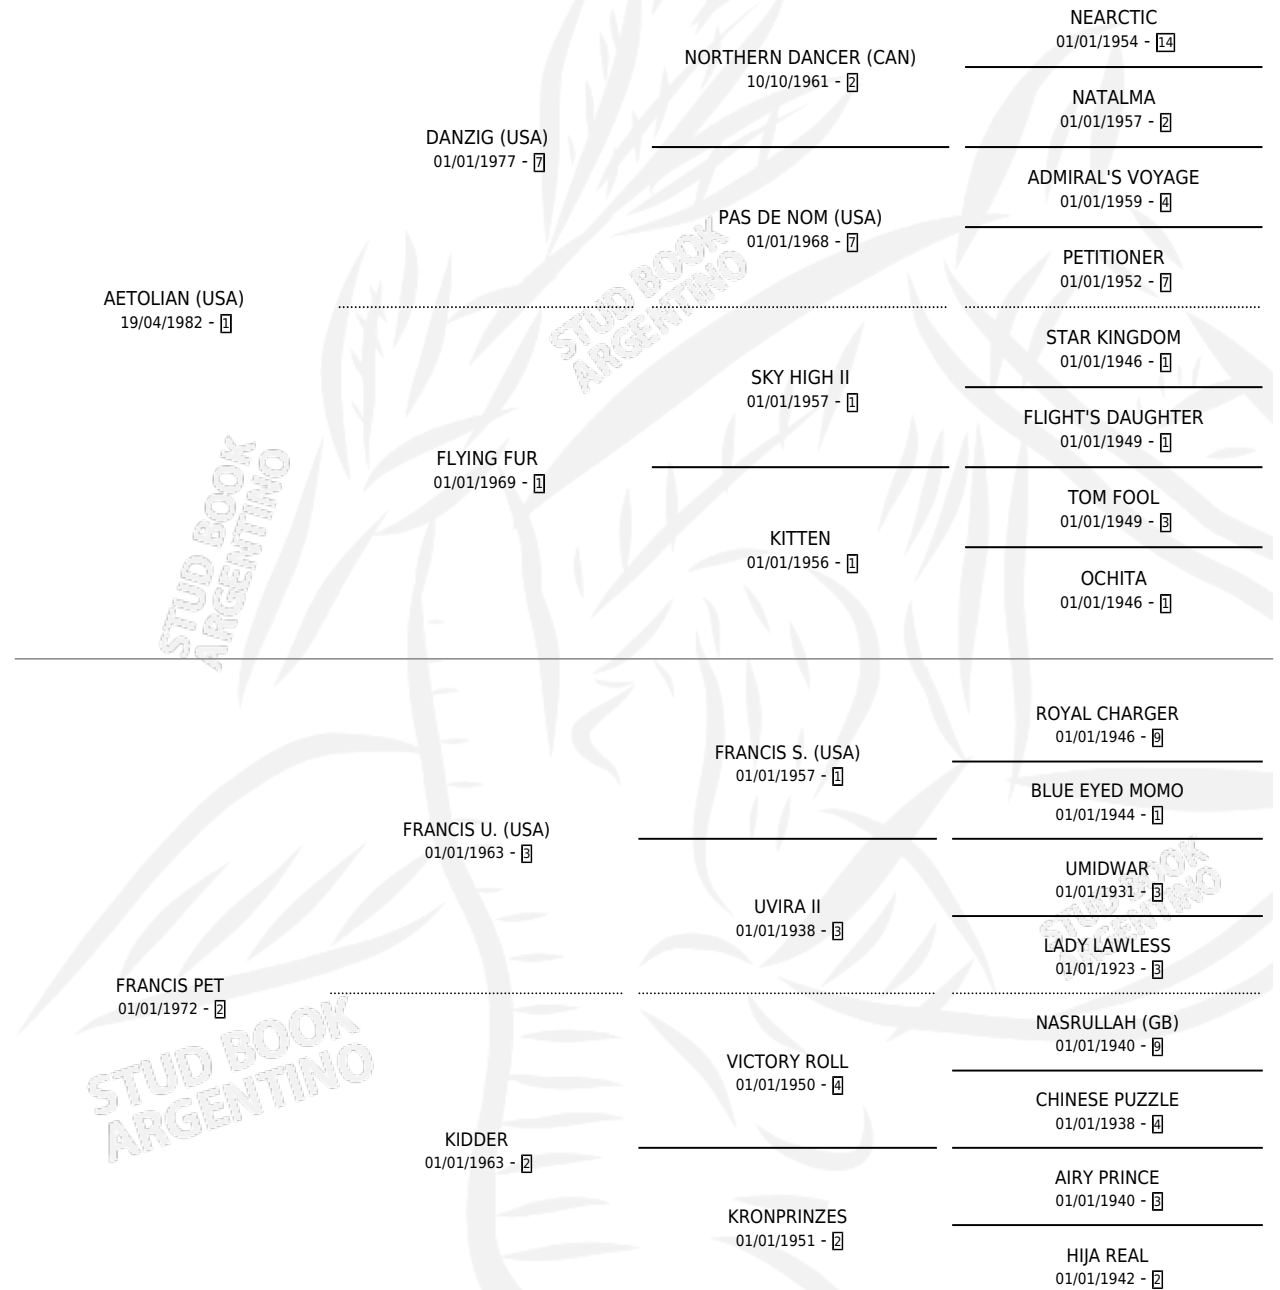 NEARCTIC
01/01/1954 - 14
NORTHERN DANCER (CAN)
10/10/1961 - 2
NATALMA
01/01/1957 - 2
DANZIG (USA)
01/01/1977 - 7
ADMIRAL'S VOYAGE
01/01/1959 - 4
PAS DE NOM (USA)
01/01/1968 - 7
PETITIONER
01/01/1952 - 7
AETOLIAN (USA)
19/04/1982 - 1
STAR KINGDOM
01/01/1946 - 1
SKY HIGH II
01/01/1957 - 1
FLIGHT'S DAUGHTER
01/01/1949 - 1
FLYING FUR
01/01/1969 - 1
TOM FOOL
01/01/1949 - 3
KITTEN
01/01/1956 - 1
OCHITA
01/01/1946 - 1
ROYAL CHARGER
01/01/1946 - 9
FRANCIS S. (USA)
01/01/1957 - 1
BLUE EYED MOMO
01/01/1944 - 1
FRANCIS U. (USA)
01/01/1963 - 3
UMIDWAR
01/01/1931 - 3
UVIRA II
01/01/1938 - 3
LADY LAWLESS
01/01/1923 - 3
FRANCIS PET
01/01/1972 - 2
NASRULLAH (GB)
01/01/1940 - 9
VICTORY ROLL
01/01/1950 - 4
CHINESE PUZZLE
01/01/1938 - 4
KIDDER
01/01/1963 - 2
AIRY PRINCE
01/01/1940 - 3
KRONPRINZES
01/01/1951 - 2
HIJA REAL
01/01/1942 - 2
STUD BOOK
ARGENTINO
STUD BOOK
ARGENTINO
STUD BOOK
ARGENTINO
STUD BOOK
ARGENTINO